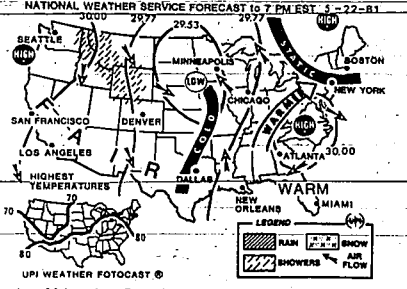 NATIONAL WEATHER SERVICE FORECAST to 7 PM EST 5-22-81
30.00 29.77 29.53 29.77
SEATTLE
HIGH
HIGH
MINNEAPOLIS
LOW
STATIC
BOSTON
NEW YORK
CHICAGO
WARM
COLD
HIGH
SAN FRANCISCO
DENVER
FAIR
LOS ANGELES
ATLANTA
30.00
DALLAS
NEW ORLEANS
WARM
MIAMI
HIGHEST
TEMPERATURES
70
70
80
80
UPI WEATHER FOTOCAST ®
LEGEND
UPI
RAIN
SNOW
SHOWERS
AIR FLOW